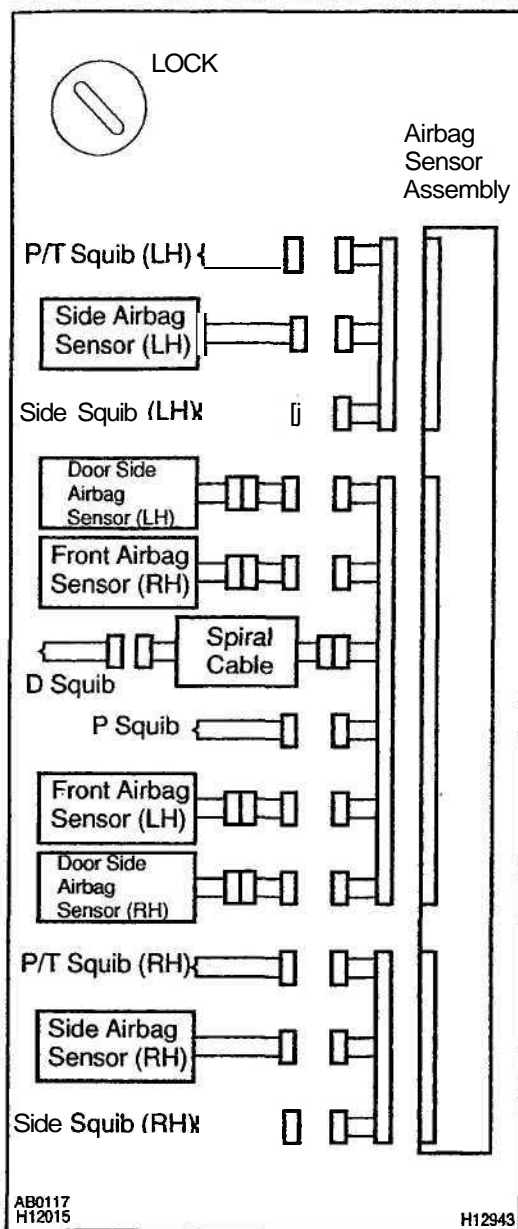 LOCK
Airbag
Sensor
Assembly
P/T Squib (LH)
Side Airbag
Sensor (LH)
Side Squib (LH)
Door Side
Airbag
Sensor (LH)
Front Airbag
Sensor (RH)
Spiral
Cable
D Squib
P Squib
Front Airbag
Sensor (LH)
Door Side
Airbag
Sensor (RH)
P/T Squib (RH)
Side Airbag
Sensor (RH)
Side Squib (RH)
AB0117
H12015
H12943